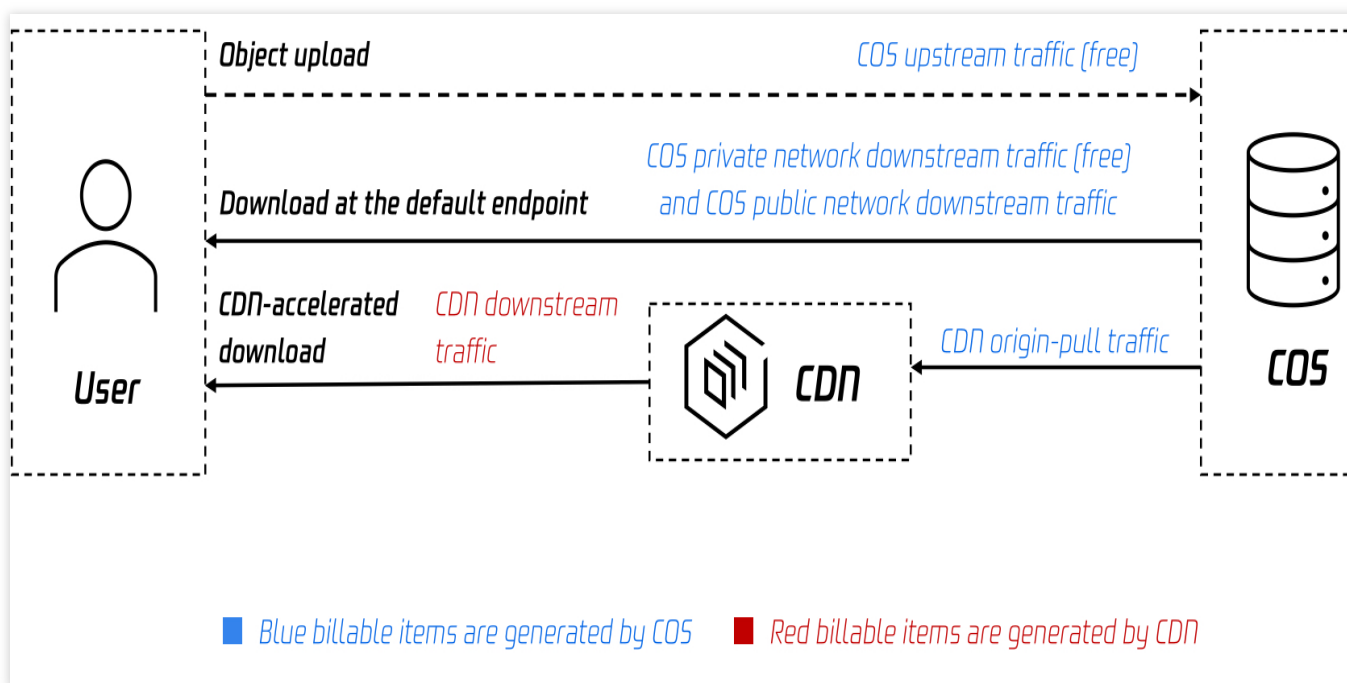 Object upload
COS upstream traffic (free)
COS private network downstream traffic (free)
and COS public network downstream traffic
Download at the default endpoint
CDN-accelerated
download
CDN downstream
traffic
CDN origin-pull traffic
User
CDN
COS
Blue billable items are generated by COS
Red billable items are generated by CDN